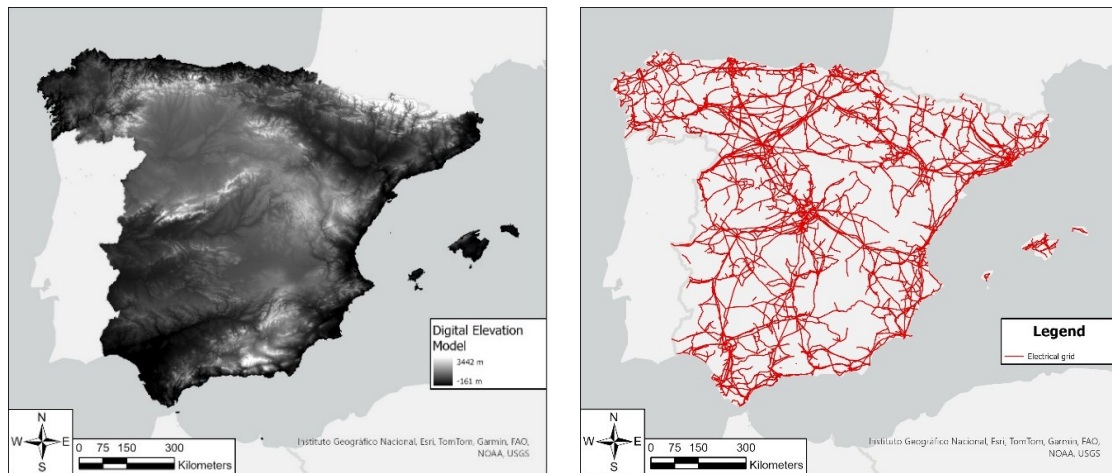 Digital Elevation
Model
3442 m
-161 m
N
W E
S
0 75 150 300
Kilometers
Instituto Geográfico Nacional, Esri, TomTom, Garmin, FAO,
NOAA, USGS
Legend
Electrical grid
N
W E
S
0 75 150 300
Kilometers
Instituto Geográfico Nacional, Esri, TomTom, Garmin, FAO,
NOAA, USGS